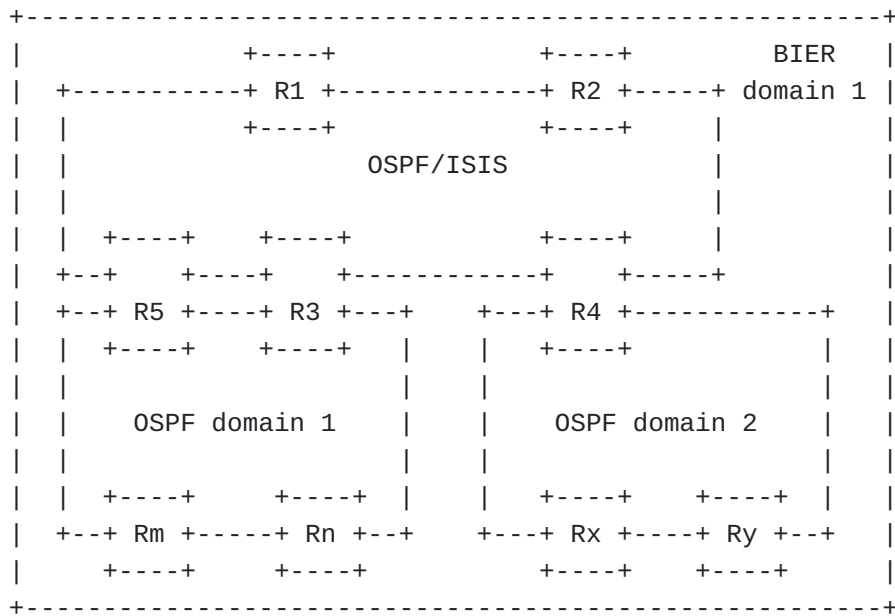 BIER
R1 R2 domain 1
OSPF/ISIS
R5 R3 R4
OSPF domain 1 OSPF domain 2
Rm Rn Rx Ry